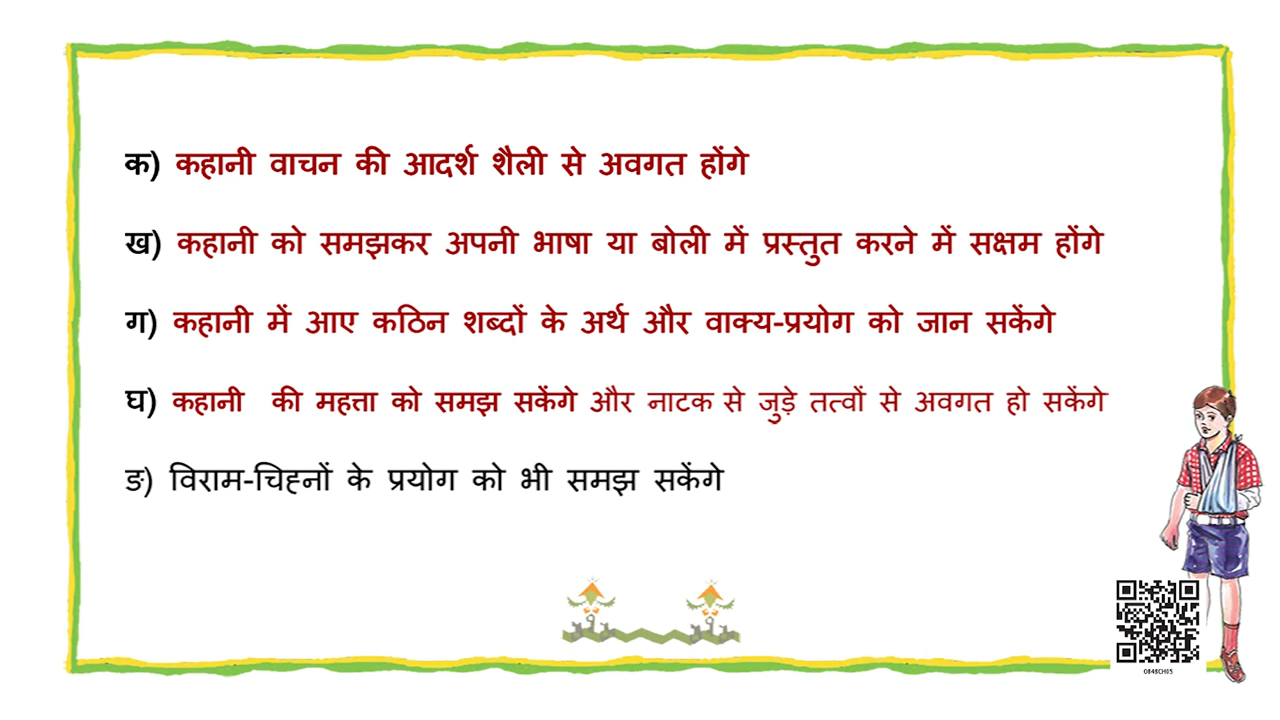 क) कहानी वाचन की आदर्श शैली से अवगत होंगे
ख) कहानी को समझकर अपनी भाषा या बोली में प्रस्तुत करने में सक्षम होंगे
ग) कहानी में आए कठिन शब्दों के अर्थ और वाक्य-प्रयोग को जान सकेंगे
घ) कहानी की महत्ता को समझ सकेंगे और नाटक से जुड़े तत्वों से अवगत हो सकेंगे
ङ) विराम-चिह्नों के प्रयोग को भी समझ सकेंगे
0848CH05